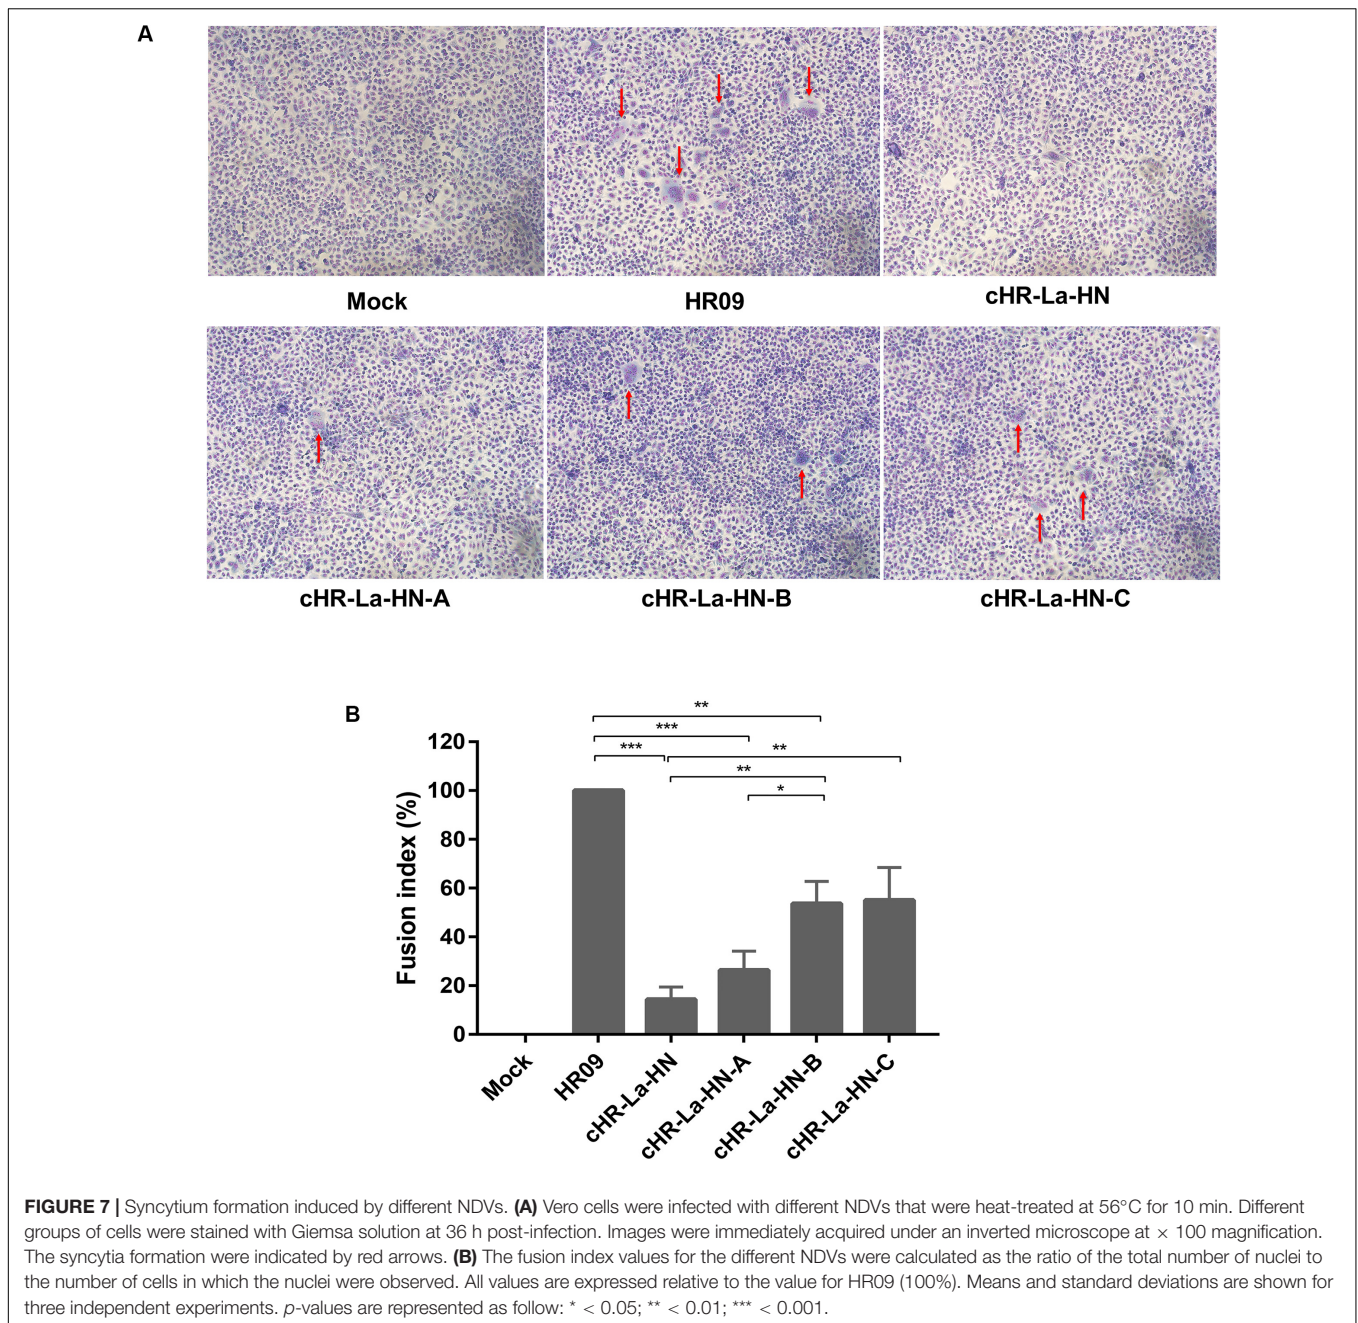 A
Mock
HR09
cHR-La-HN
cHR-La-HN-A
cHR-La-HN-B
cHR-La-HN-C
B
**
***
***
**
**
*
Fusion index (%)
120
100
80
60
40
20
0
Mock
HR09
cHR-La-HN
cHR-La-HN-A
cHR-La-HN-B
cHR-La-HN-C
FIGURE 7 | Syncytium formation induced by different NDVs. (A) Vero cells were infected with different NDVs that were heat-treated at 56°C for 10 min. Different
groups of cells were stained with Giemsa solution at 36 h post-infection. Images were immediately acquired under an inverted microscope at × 100 magnification.
The syncytia formation were indicated by red arrows. (B) The fusion index values for the different NDVs were calculated as the ratio of the total number of nuclei to
the number of cells in which the nuclei were observed. All values are expressed relative to the value for HR09 (100%). Means and standard deviations are shown for
three independent experiments. p-values are represented as follow: * < 0.05; ** < 0.01; *** < 0.001.